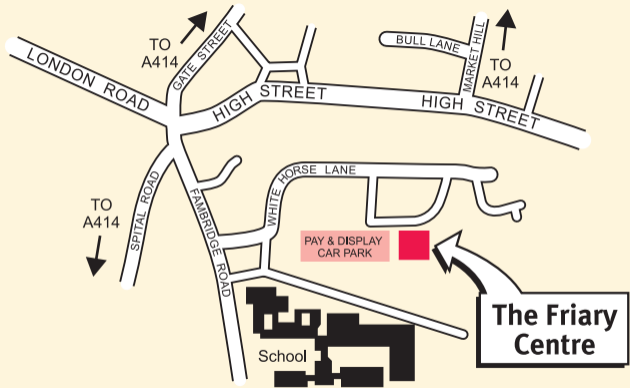 TO
A414
GATE STREET
LONDON ROAD
HIGH STREET
BULL LANE
MARKET HILL
TO
A414
HIGH STREET
TO
A414
SPITAL ROAD
FAMBRIDGE ROAD
WHITE HORSE LANE
PAY & DISPLAY
CAR PARK
The Friary
Centre
School